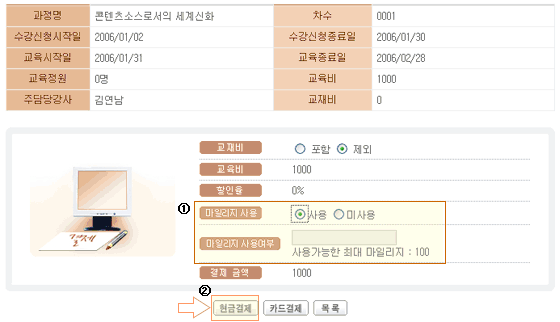 과정명 콘텐츠소스로서의 세계신화 차수 0001
수강신청시작일 2006/01/02 수강신청종료일 2006/01/30
교육시작일 2006/01/31 교육종료일 2006/02/28
교육정원 0명 교육비 1000
주담당강사 김연남 교재비 0
교재비 포함 제외
교육비 1000
할인율 0%
① 마일리지 사용 사용 미사용
마일리지 사용여부
사용가능한 최대 마일리지 : 100
결제 금액 1000
②
현금결제 카드결제 목록